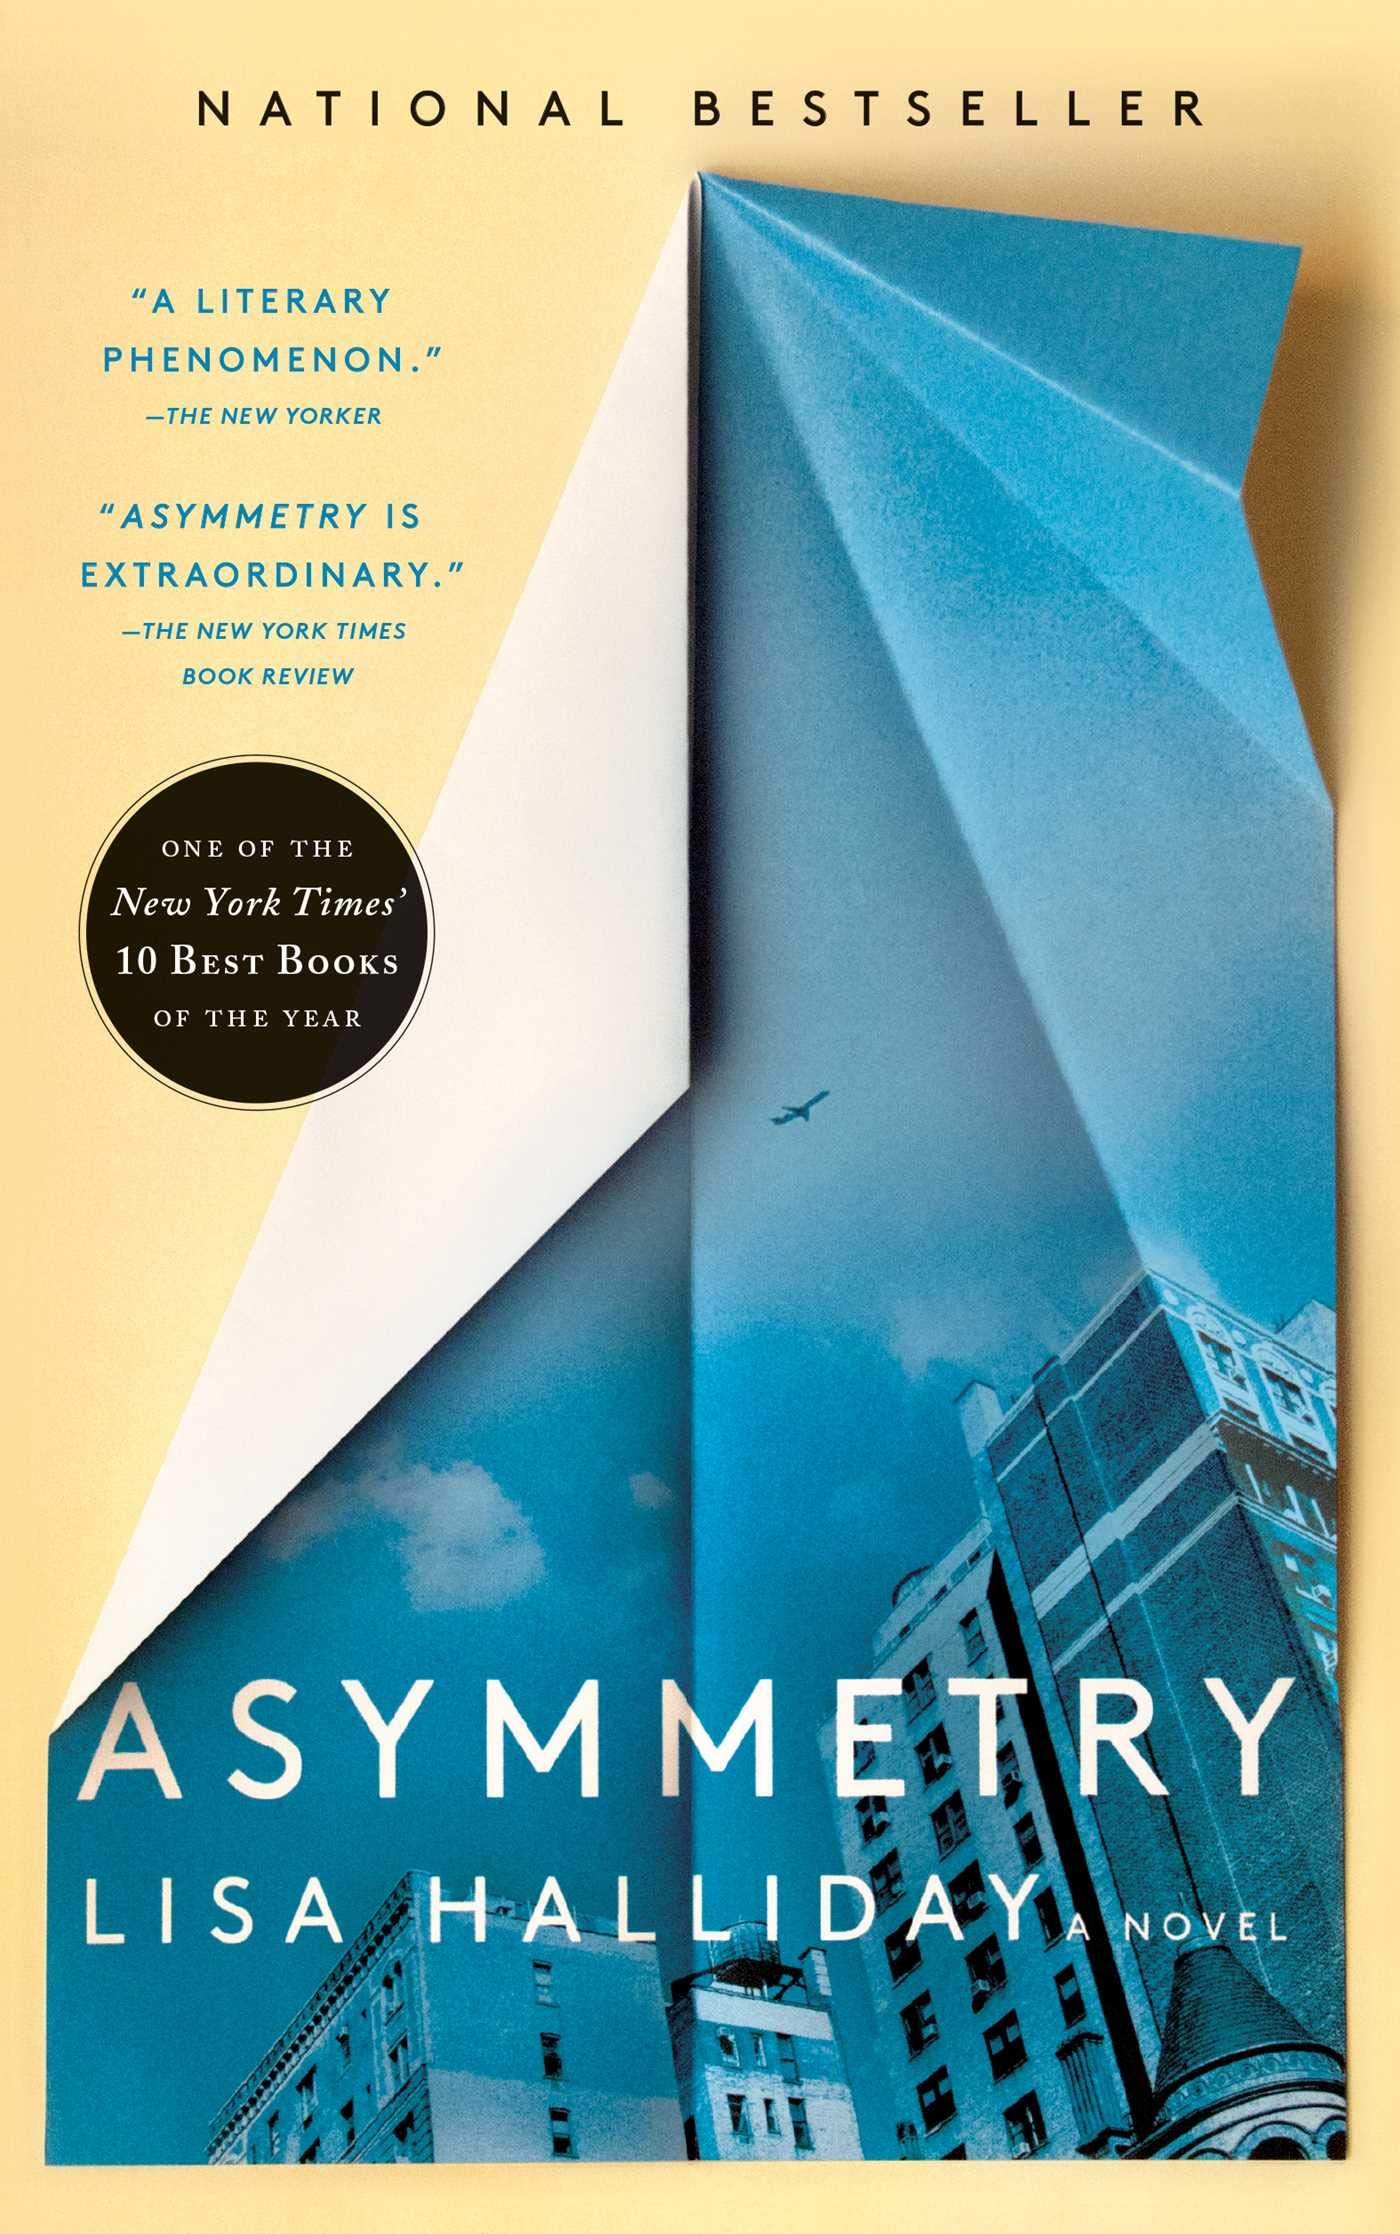 NATIONAL BESTSELLER
“A LITERARY
PHENOMENON.”
—THE NEW YORKER
“ASYMMETRY IS
EXTRAORDINARY.”
—THE NEW YORK TIMES
BOOK REVIEW
ONE OF THE
New York Times’
10 BEST BOOKS
OF THE YEAR
ASYMMETRY
LISA HALLIDAY A NOVEL